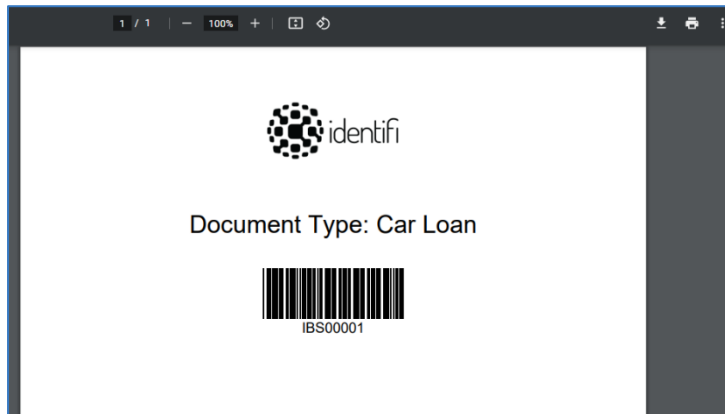 1 / 1 — 100% +
identifi
Document Type: Car Loan
IBS00001